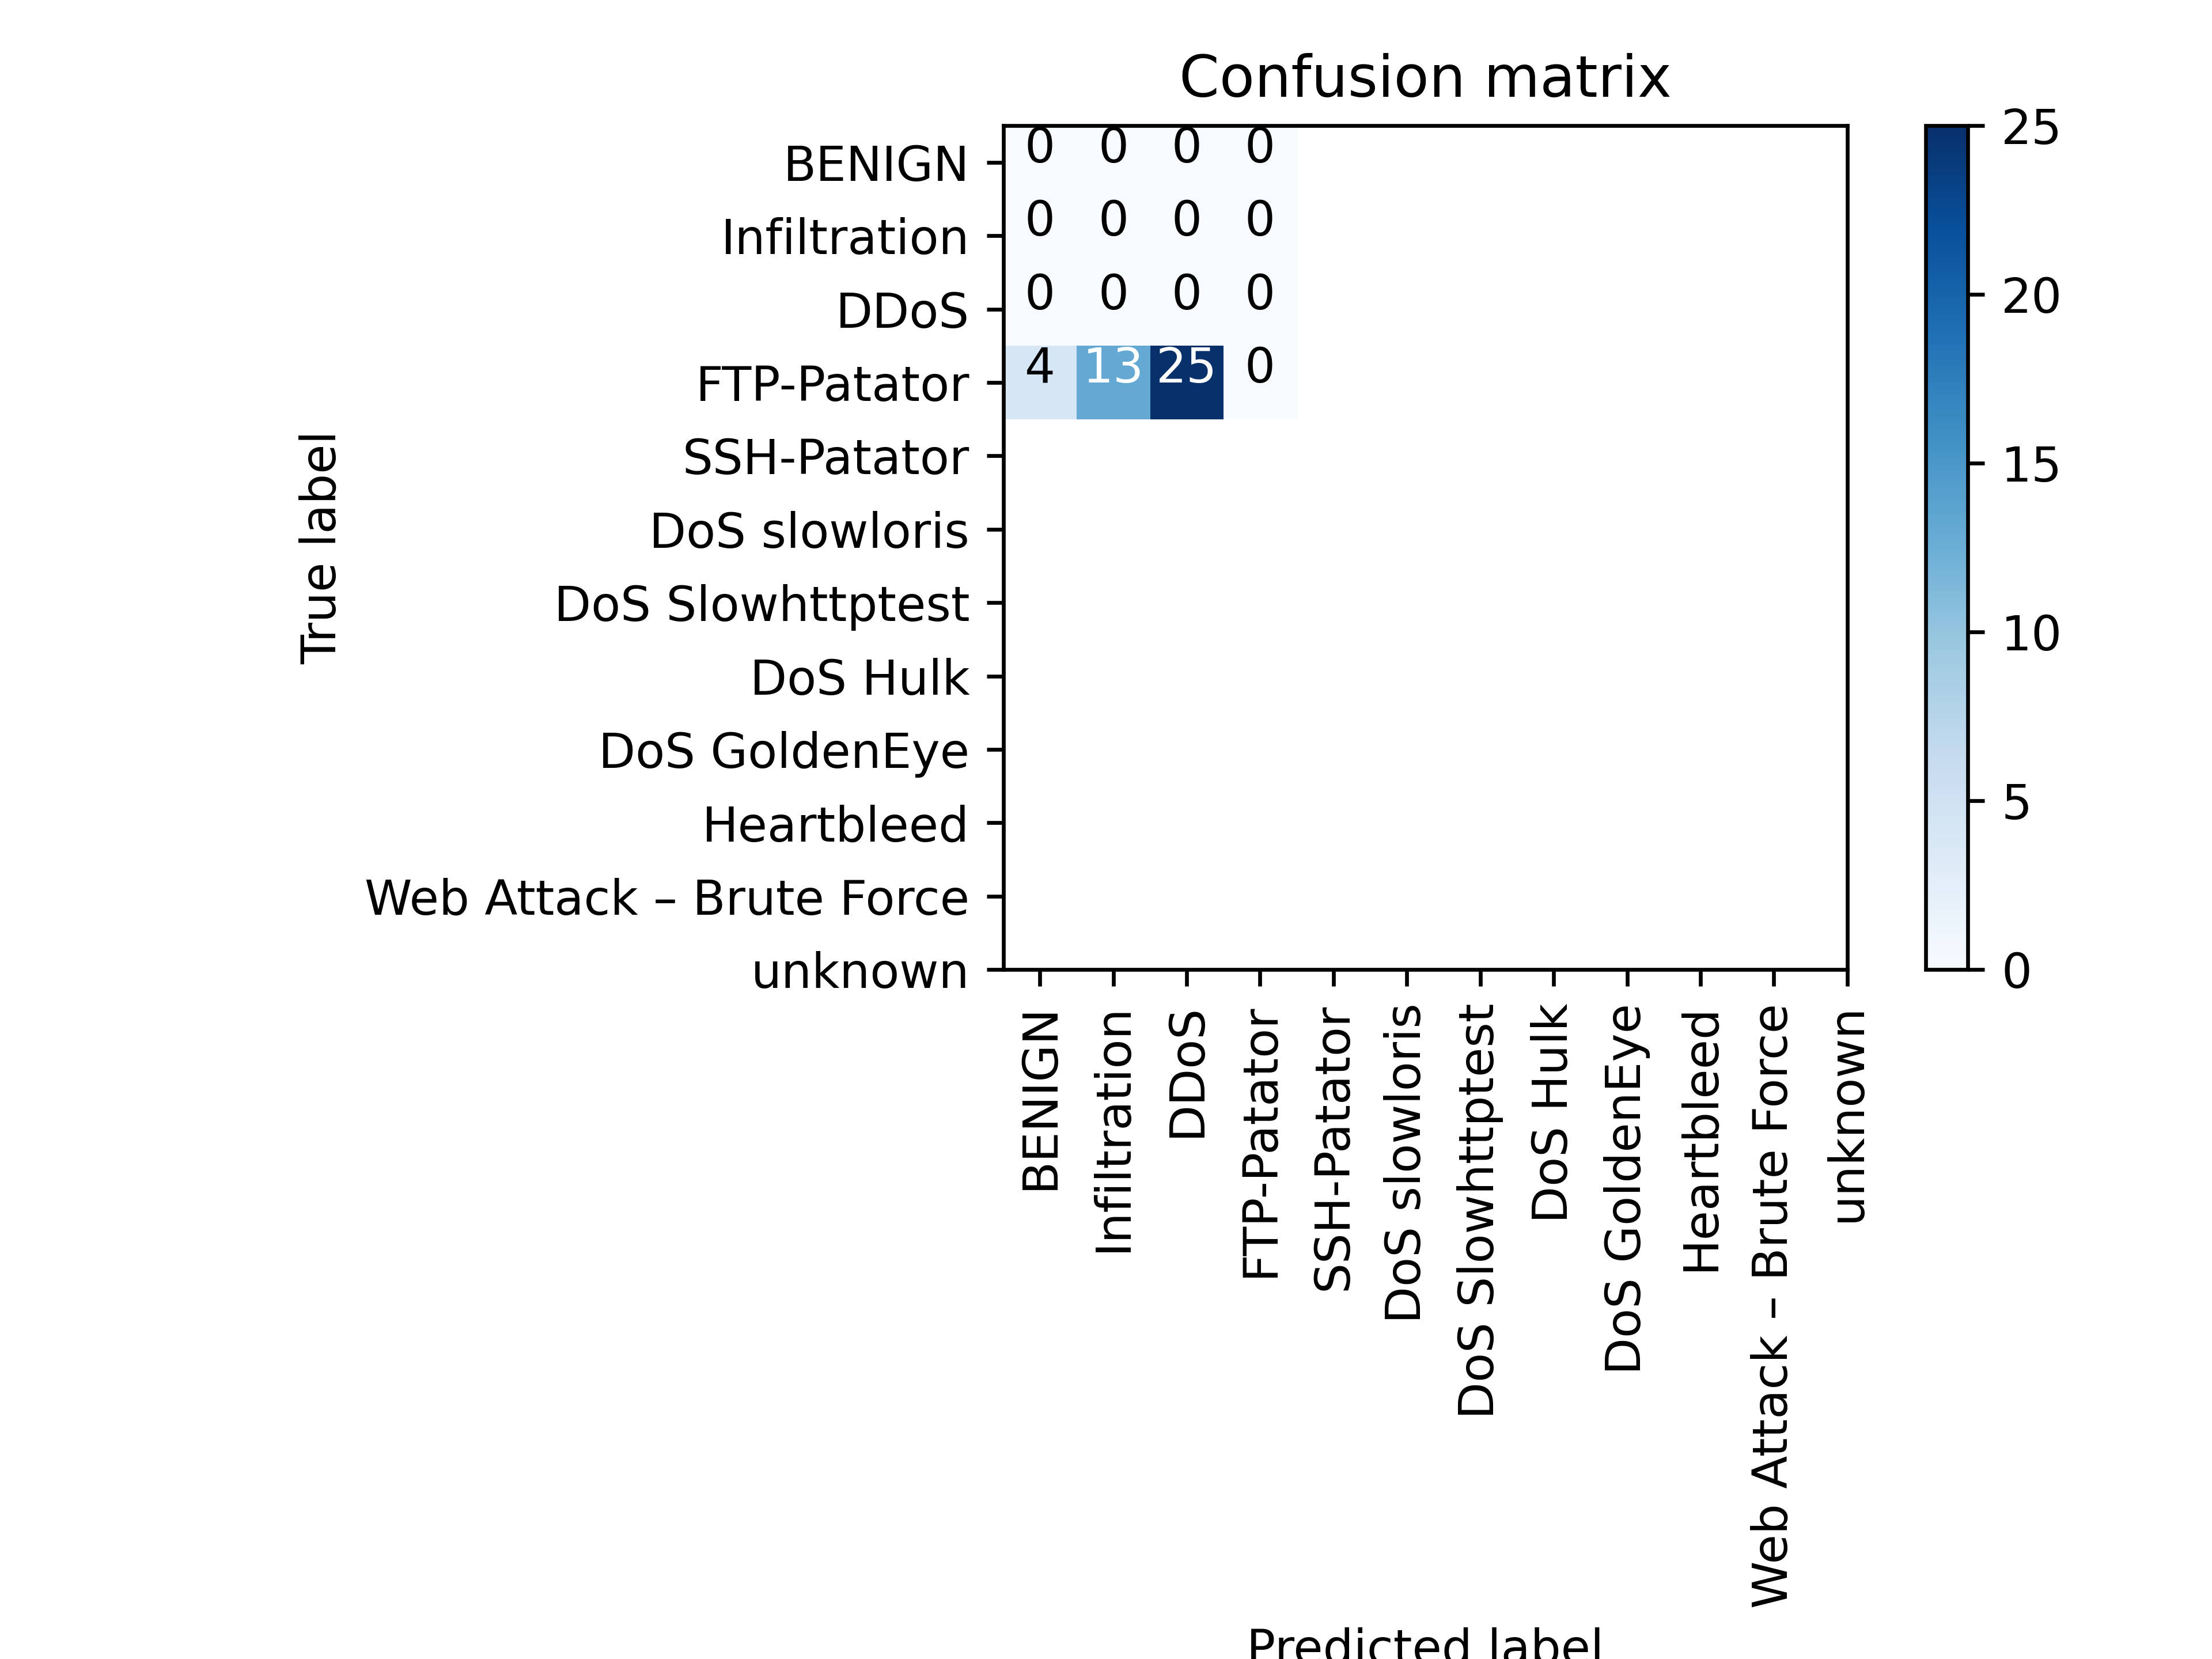 Confusion matrix
BENIGN 0 0 0 0
Infiltration 0 0 0 0
DDoS 0 0 0 0
FTP-Patator 4 13 25 0
SSH-Patator
DoS slowloris
DoS Slowhttptest
DoS Hulk
DoS GoldenEye
Heartbleed
Web Attack – Brute Force
unknown
True label
25
20
15
10
5
0
BENIGN
Infiltration
DDoS
FTP-Patator
SSH-Patator
DoS slowloris
DoS Slowhttptest
DoS Hulk
DoS GoldenEye
Heartbleed
Web Attack – Brute Force
unknown
Predicted label